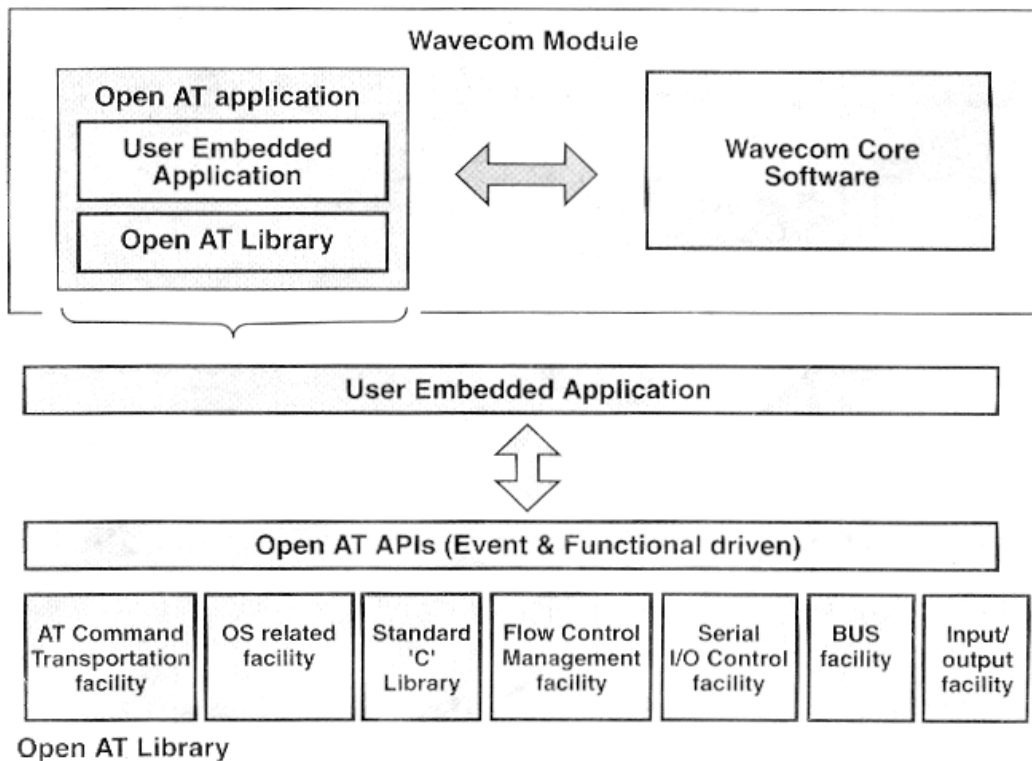 Wavecom Module
Open AT application
User Embedded
Application
Open AT Library
Wavecom Core
Software
User Embedded Application
Open AT APIs (Event & Functional driven)
AT Command
Transportation
facility
OS related
facility
Standard
'C'
Library
Flow Control
Management
facility
Serial
I/O Control
facility
BUS
facility
Input/
output
facility
Open AT Library